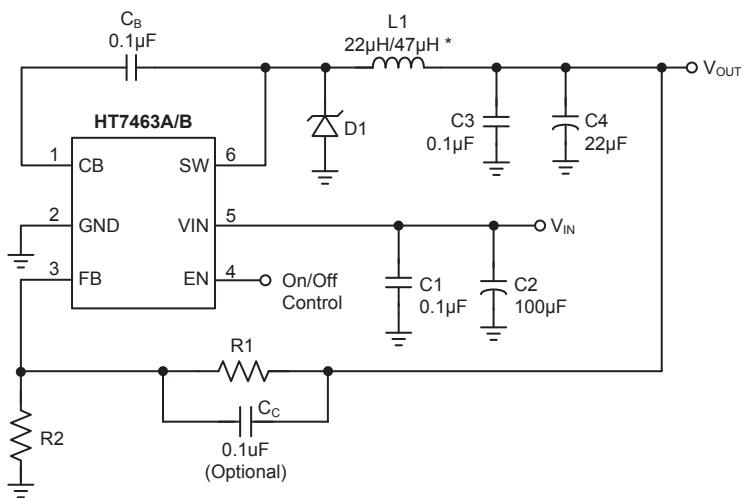 C_B
0.1µF
L1
22µH/47µH *
V_OUT
HT7463A/B
D1
C3
0.1µF
C4
22µF
1
CB
SW
6
2
GND
VIN
5
V_IN
3
FB
EN
4
On/Off
Control
C1
0.1µF
C2
100µF
R1
C_C
0.1uF
(Optional)
R2